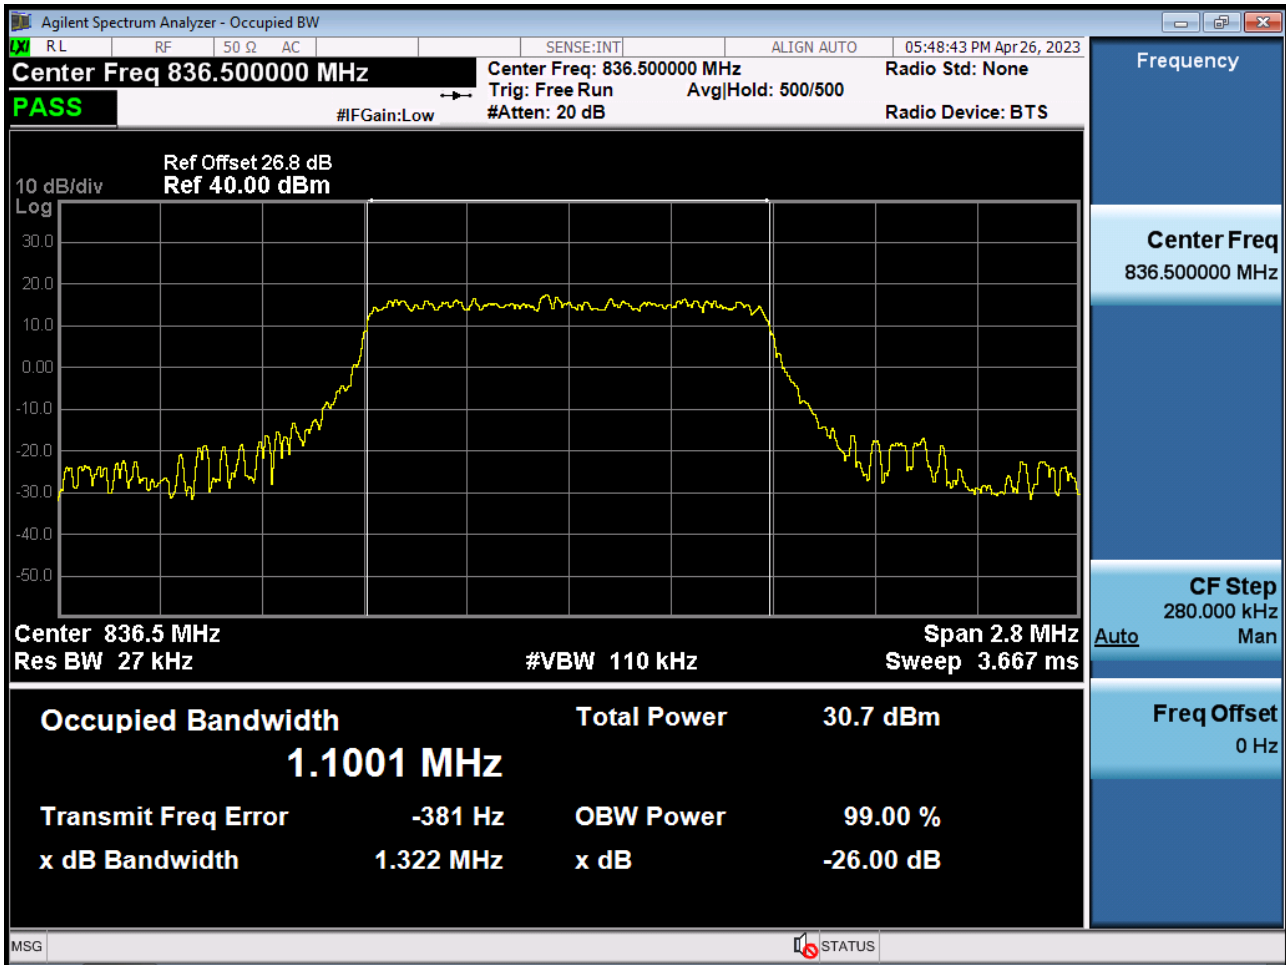 Agilent Spectrum Analyzer - Occupied BW
LXI RL RF 50 Ω AC SENSE:INT ALIGN AUTO 05:48:43 PM Apr 26, 2023
Center Freq 836.500000 MHz
Center Freq: 836.500000 MHz
Radio Std: None
Trig: Free Run Avg|Hold: 500/500
PASS
#IFGain:Low
#Atten: 20 dB
Radio Device: BTS
Ref Offset 26.8 dB
10 dB/div Ref 40.00 dBm
Log
30.0
20.0
10.0
0.00
-10.0
-20.0
-30.0
-40.0
-50.0
Center 836.5 MHz Span 2.8 MHz
Res BW 27 kHz #VBW 110 kHz Sweep 3.667 ms
Occupied Bandwidth Total Power 30.7 dBm
1.1001 MHz
Transmit Freq Error -381 Hz OBW Power 99.00 %
x dB Bandwidth 1.322 MHz x dB -26.00 dB
MSG STATUS
Frequency
Center Freq
836.500000 MHz
CF Step
280.000 kHz
Auto Man
Freq Offset
0 Hz